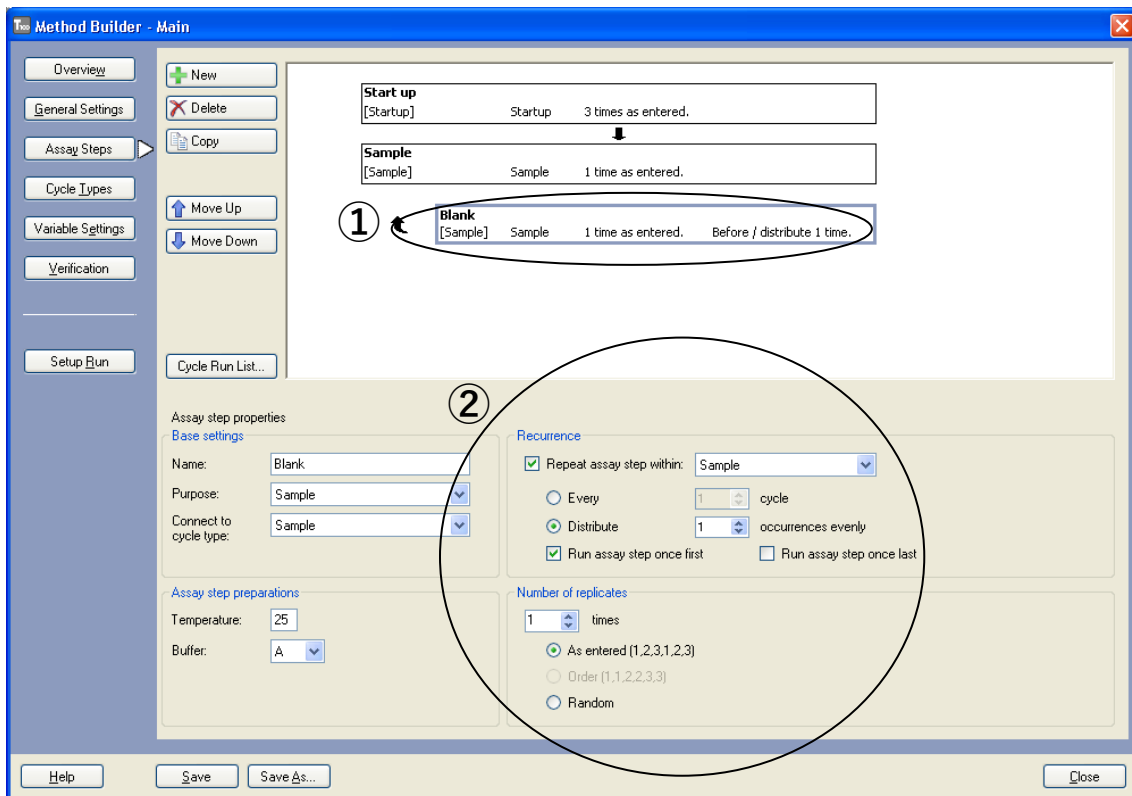 T100 Method Builder - Main
Overview
General Settings
Assay Steps
Cycle Types
Variable Settings
Verification
Setup Run
New
Delete
Copy
Move Up
Move Down
Cycle Run List...
Start up
[Startup] Startup 3 times as entered.
Sample
[Sample] Sample 1 time as entered.
①
Blank
[Sample] Sample 1 time as entered. Before / distribute 1 time.
②
Assay step properties
Base settings
Name: Blank
Purpose: Sample
Connect to
cycle type: Sample
Recurrence
Repeat assay step within: Sample
Every 1 cycle
Distribute 1 occurrences evenly
Run assay step once first Run assay step once last
Assay step preparations
Temperature: 25
Buffer: A
Number of replicates
1 times
As entered (1,2,3,1,2,3)
Order (1,1,2,2,3,3)
Random
Help Save Save As... Close